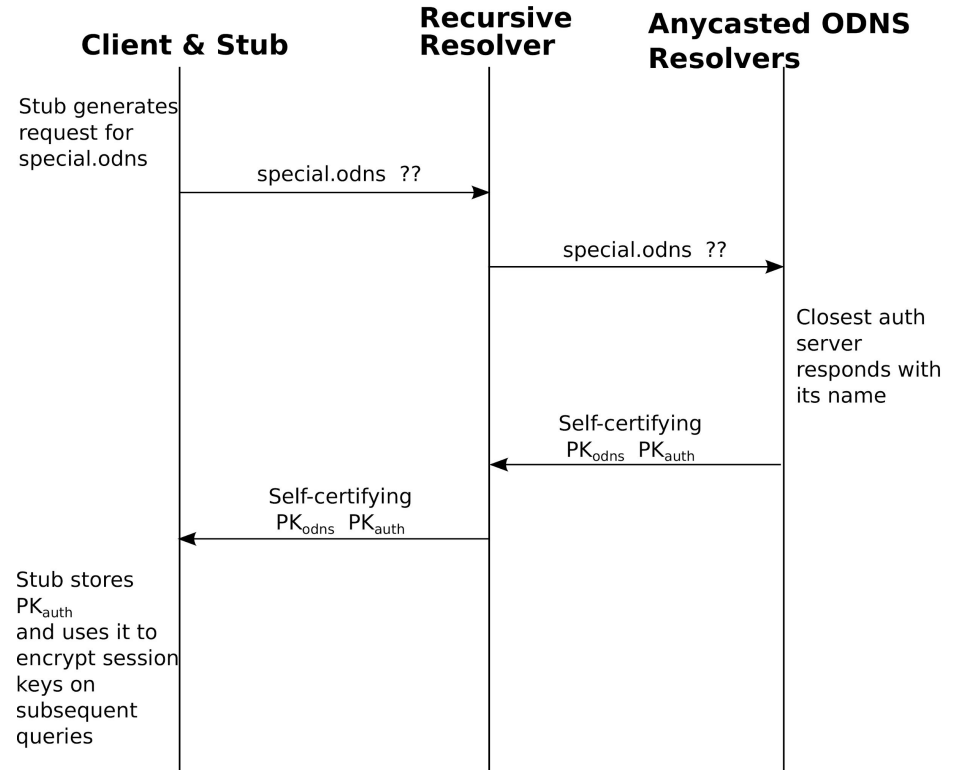 Client & Stub
Recursive
Resolver
Anycasted ODNS
Resolvers
Stub generates
request for
special.odns
special.odns ??
special.odns ??
Closest auth
server
responds with
its name
Self-certifying
PKodns PKauth
Self-certifying
PKodns PKauth
Stub stores
PKauth
and uses it to
encrypt session
keys on
subsequent
queries